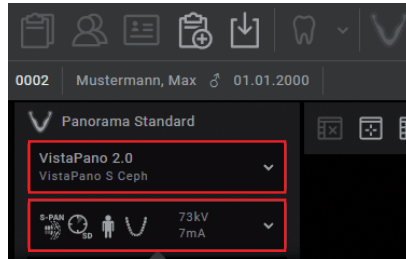 0002 Mustermann, Max ♂ 01.01.2000
Panorama Standard
VistaPano 2.0
VistaPano S Ceph
S-PAN SD 73kV
7mA